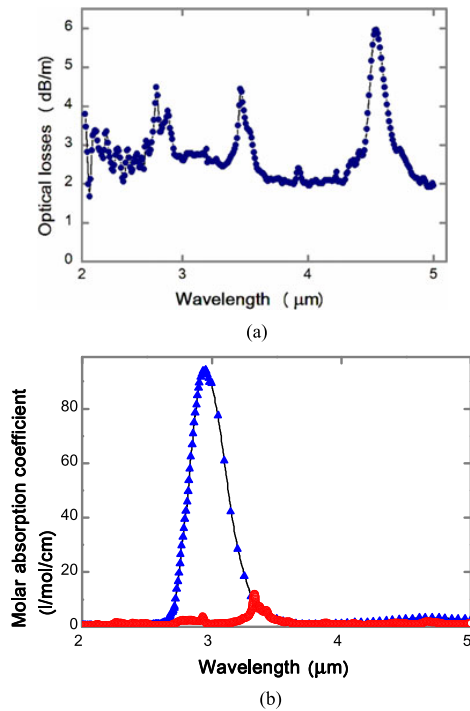 Optical losses ( dB/m )
6
5
4
3
2
1
0
2 3 4 5
Wavelength ( μm )
(a)
Molar absorption coefficient
(l/mol/cm)
80
60
40
20
0
2 3 4 5
Wavelength (μm)
(b)